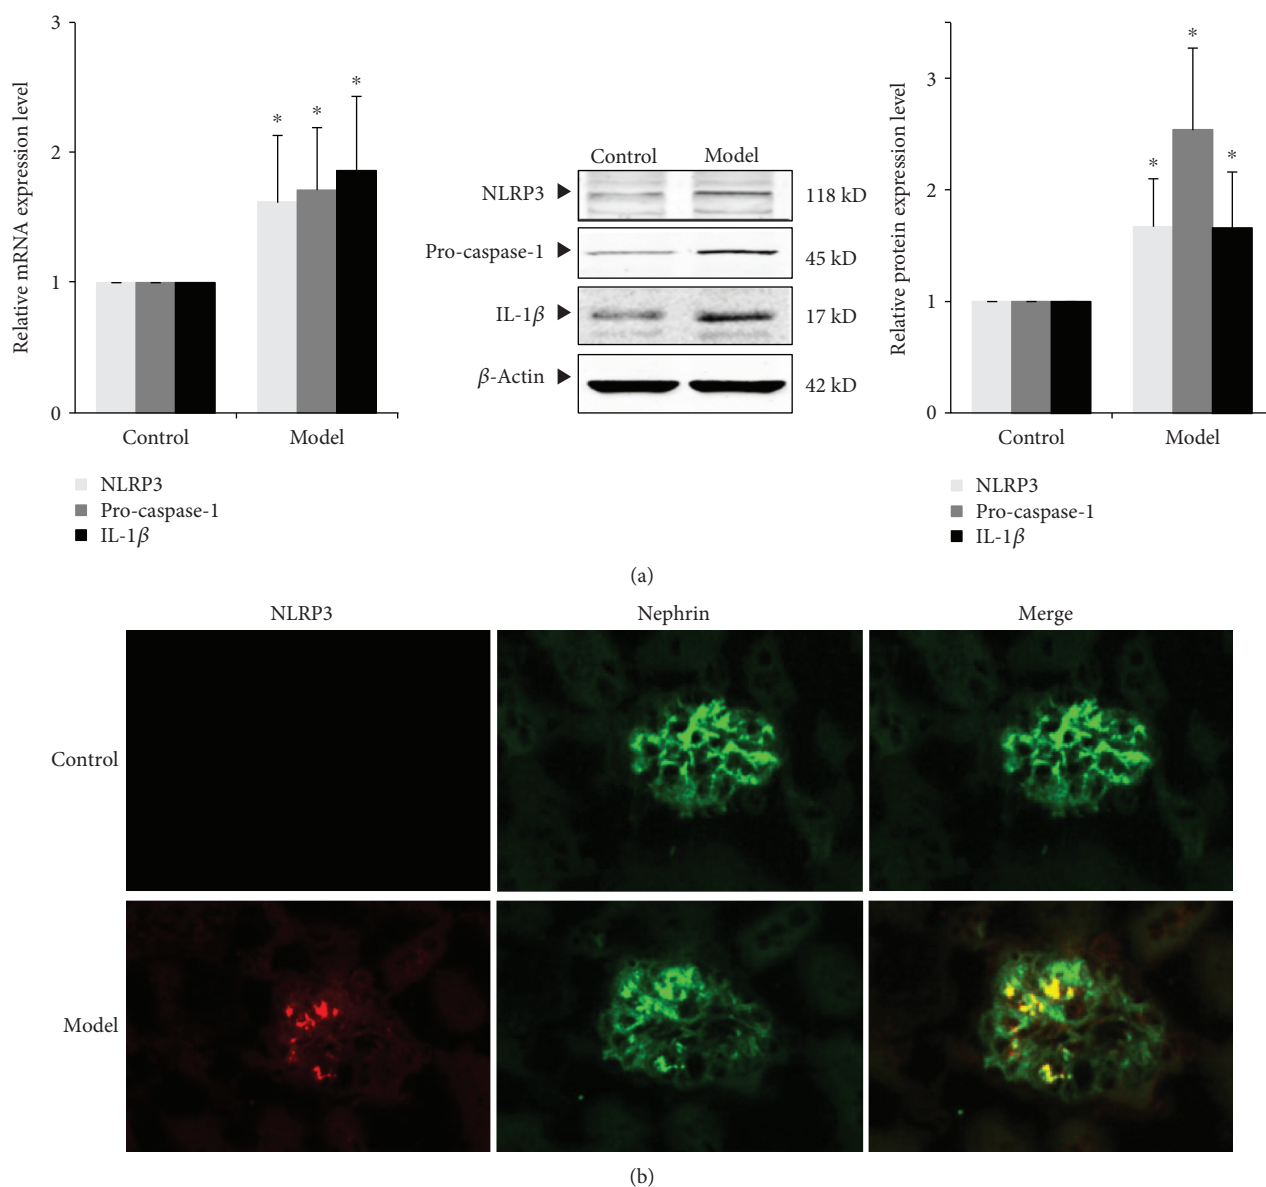 Relative mRNA expression level
3
2
1
0
* * *
Control Model
NLRP3
Pro-caspase-1
IL-1β
Control Model
NLRP3 118 kD
Pro-caspase-1 45 kD
IL-1β 17 kD
β-Actin 42 kD
Relative protein expression level
3
2
1
0
* * *
Control Model
NLRP3
Pro-caspase-1
IL-1β
(a)
NLRP3 Nephrin Merge
Control
Model
(b)